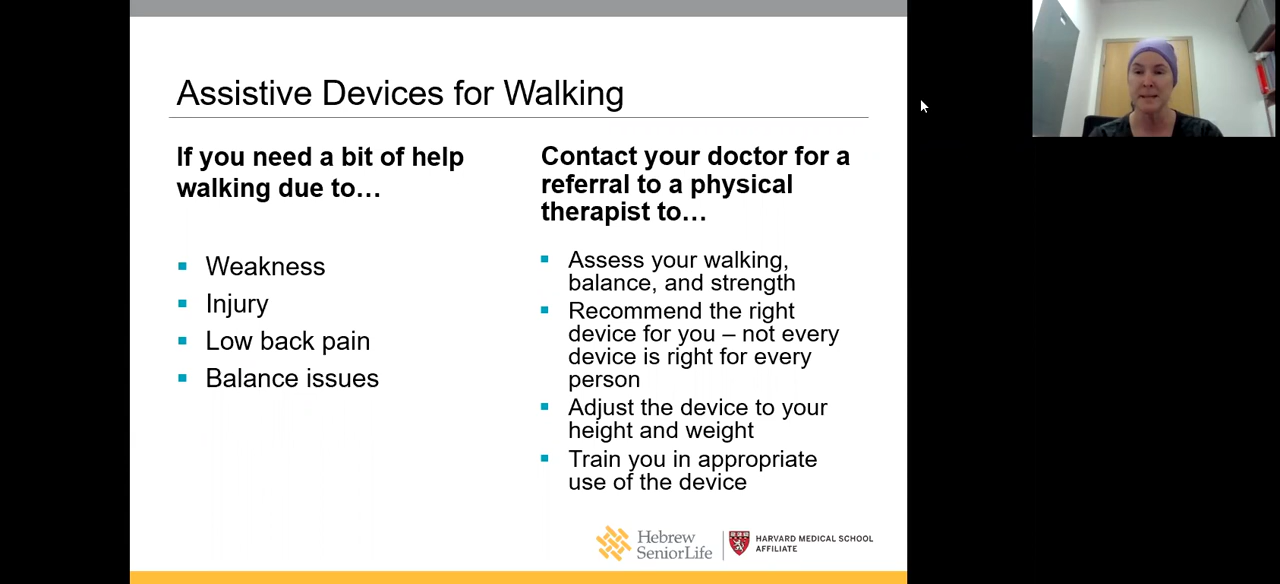 Assistive Devices for Walking
If you need a bit of help
walking due to…
Weakness
Injury
Low back pain
Balance issues
Contact your doctor for a
referral to a physical
therapist to…
Assess your walking,
balance, and strength
Recommend the right
device for you – not every
device is right for every
person
Adjust the device to your
height and weight
Train you in appropriate
use of the device
Hebrew
SeniorLife
HARVARD MEDICAL SCHOOL
AFFILIATE